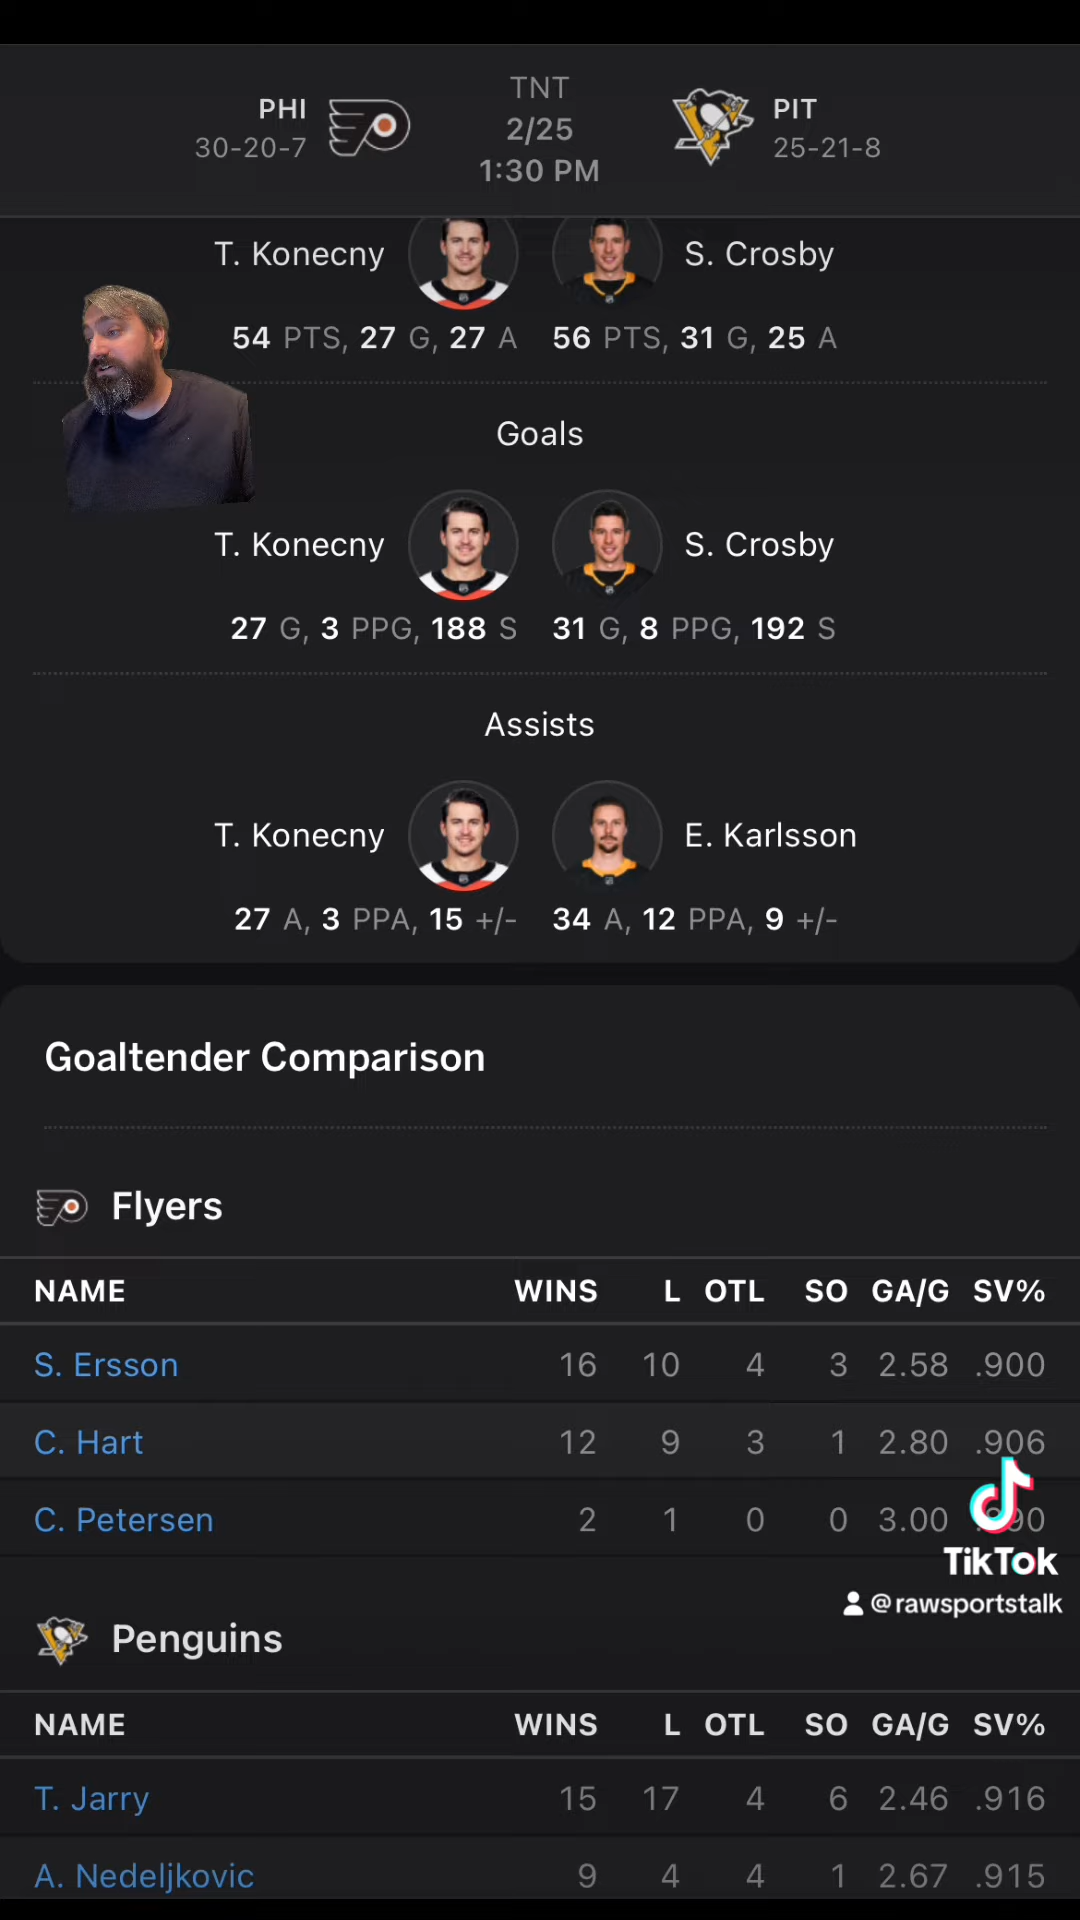 TNT
PHI
2/25
PIT
30-20-7
1:30 PM
25-21-8
T. Konecny
S. Crosby
54 PTS, 27 G, 27 A
56 PTS, 31 G, 25 A
Goals
T. Konecny
S. Crosby
27 G, 3 PPG, 188 S
31 G, 8 PPG, 192 S
Assists
T. Konecny
E. Karlsson
27 A, 3 PPA, 15 +/-
34 A, 12 PPA, 9 +/-
Goaltender Comparison
Flyers
NAME WINS L OTL SO GA/G SV%
S. Ersson 16 10 4 3 2.58 .900
C. Hart 12 9 3 1 2.80 .906
C. Petersen 2 1 0 0 3.00
TikTok
@rawsportstalk
Penguins
NAME WINS L OTL SO GA/G SV%
T. Jarry 15 17 4 6 2.46 .916
A. Nedeljkovic 9 4 4 1 2.67 .915